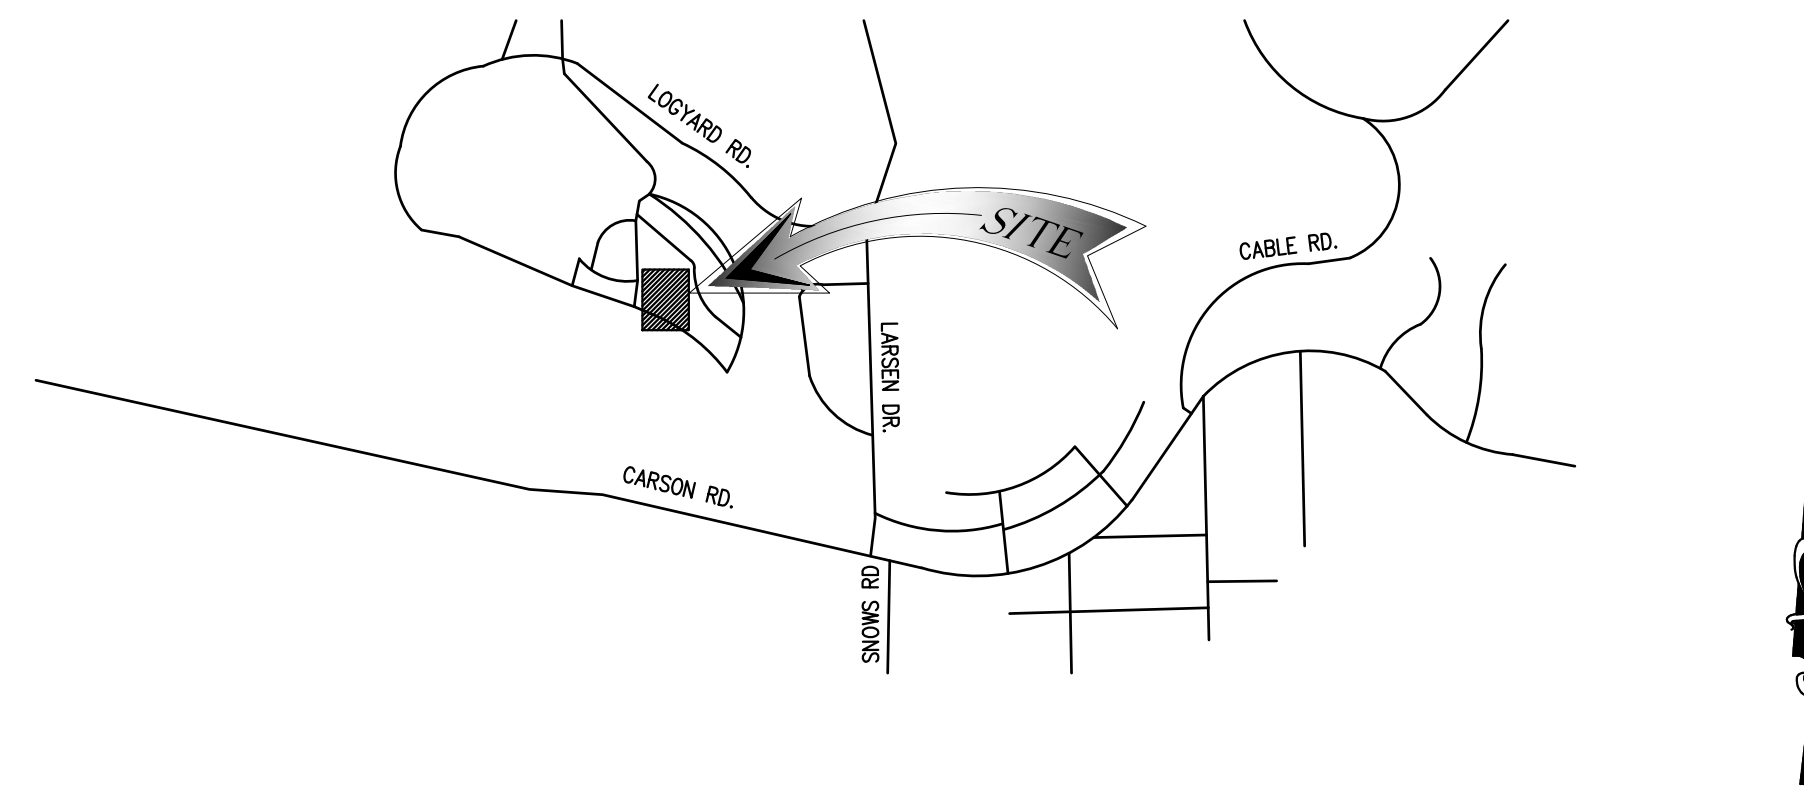 LOGYARD RD.
SITE
CABLE RD.
LARSEN DR.
CARSON RD.
SNOWS RD